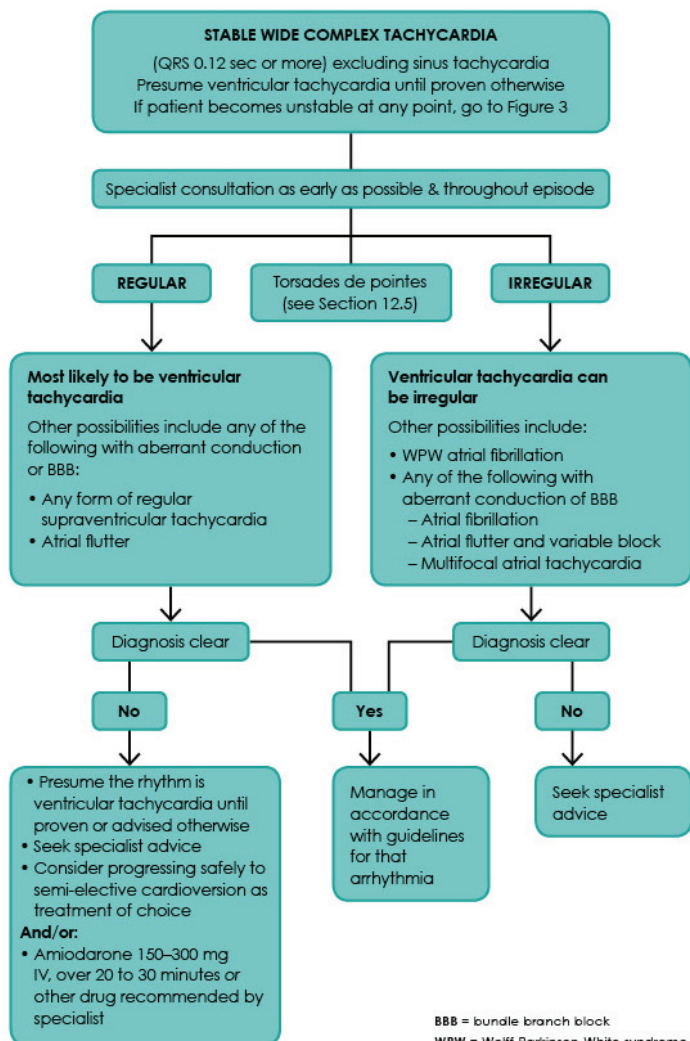 STABLE WIDE COMPLEX TACHYCARDIA
(QRS 0.12 sec or more) excluding sinus tachycardia
Presume ventricular tachycardia until proven otherwise
If patient becomes unstable at any point, go to Figure 3
Specialist consultation as early as possible & throughout episode
REGULAR
Torsades de pointes
(see Section 12.5)
IRREGULAR
Most likely to be ventricular
tachycardia
Other possibilities include any of the
following with aberrant conduction
or BBB:
• Any form of regular
supraventricular tachycardia
• Atrial flutter
Ventricular tachycardia can
be irregular
Other possibilities include:
• WPW atrial fibrillation
• Any of the following with
aberrant conduction of BBB
– Atrial fibrillation
– Atrial flutter and variable block
– Multifocal atrial tachycardia
Diagnosis clear
Diagnosis clear
No
Yes
No
• Presume the rhythm is
ventricular tachycardia until
proven or advised otherwise
• Seek specialist advice
• Consider progressing safely to
semi-elective cardioversion as
treatment of choice
And/or:
• Amiodarone 150–300 mg
IV, over 20 to 30 minutes or
other drug recommended by
specialist
Manage in
accordance
with guidelines
for that
arrhythmia
Seek specialist
advice
BBB = bundle branch block
WPW = Wolff-Parkinson-White syndrome